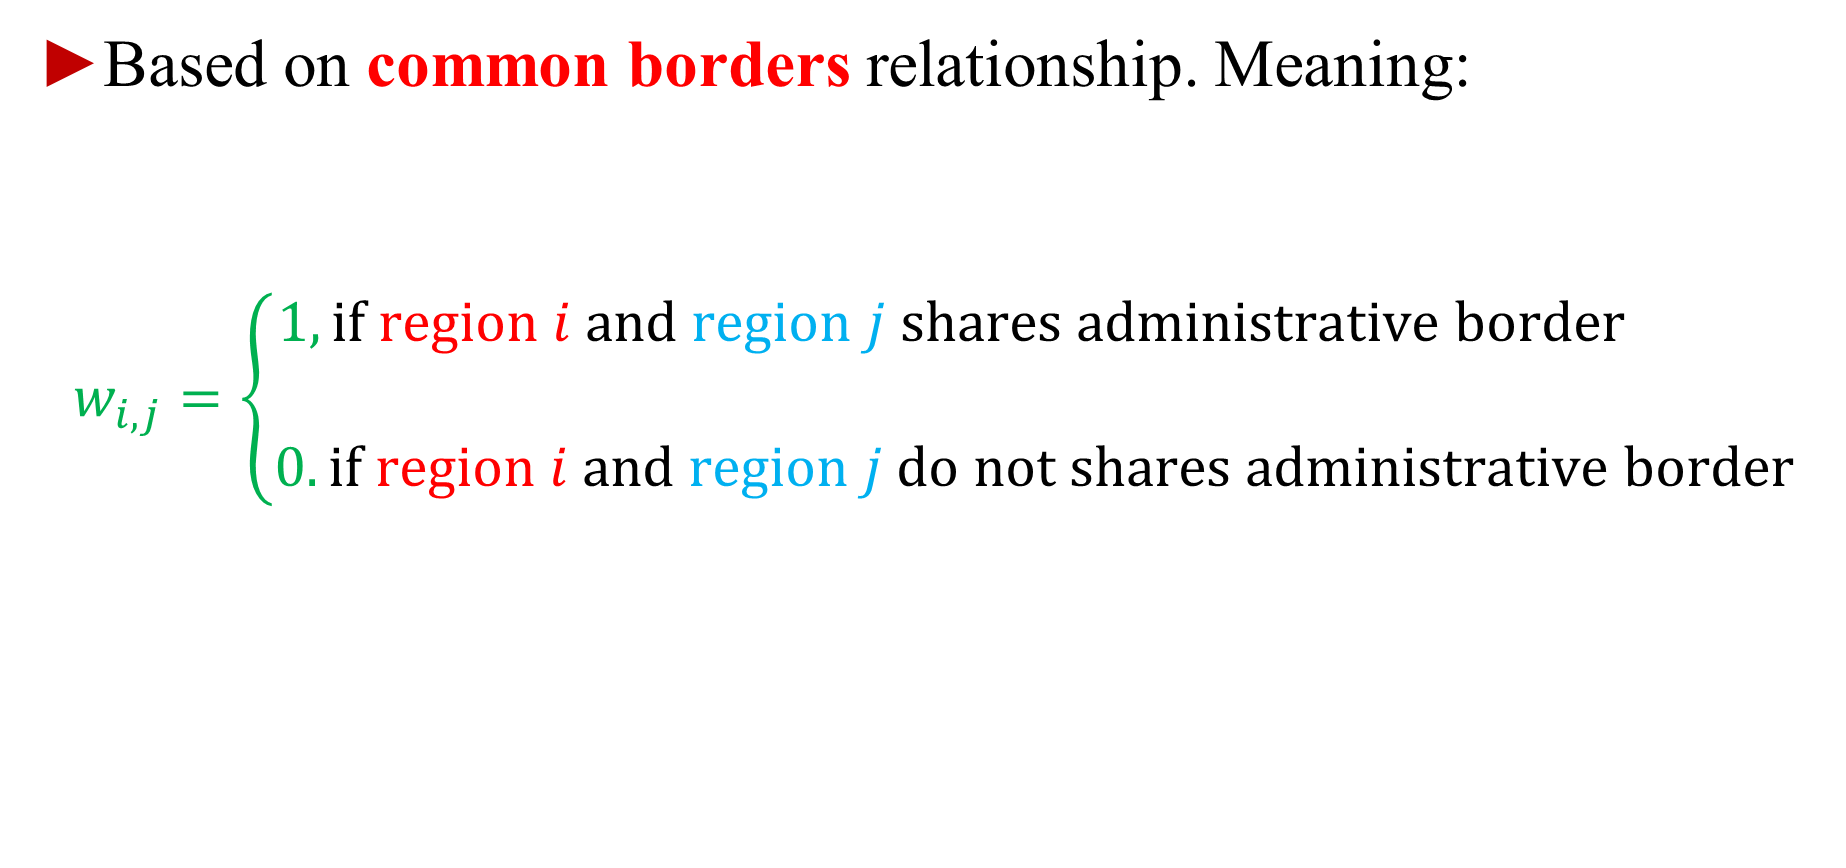 ►Based on common borders relationship. Meaning:
1, if region i and region j shares administrative border
w_{i,j} = {
0. if region i and region j do not shares administrative border